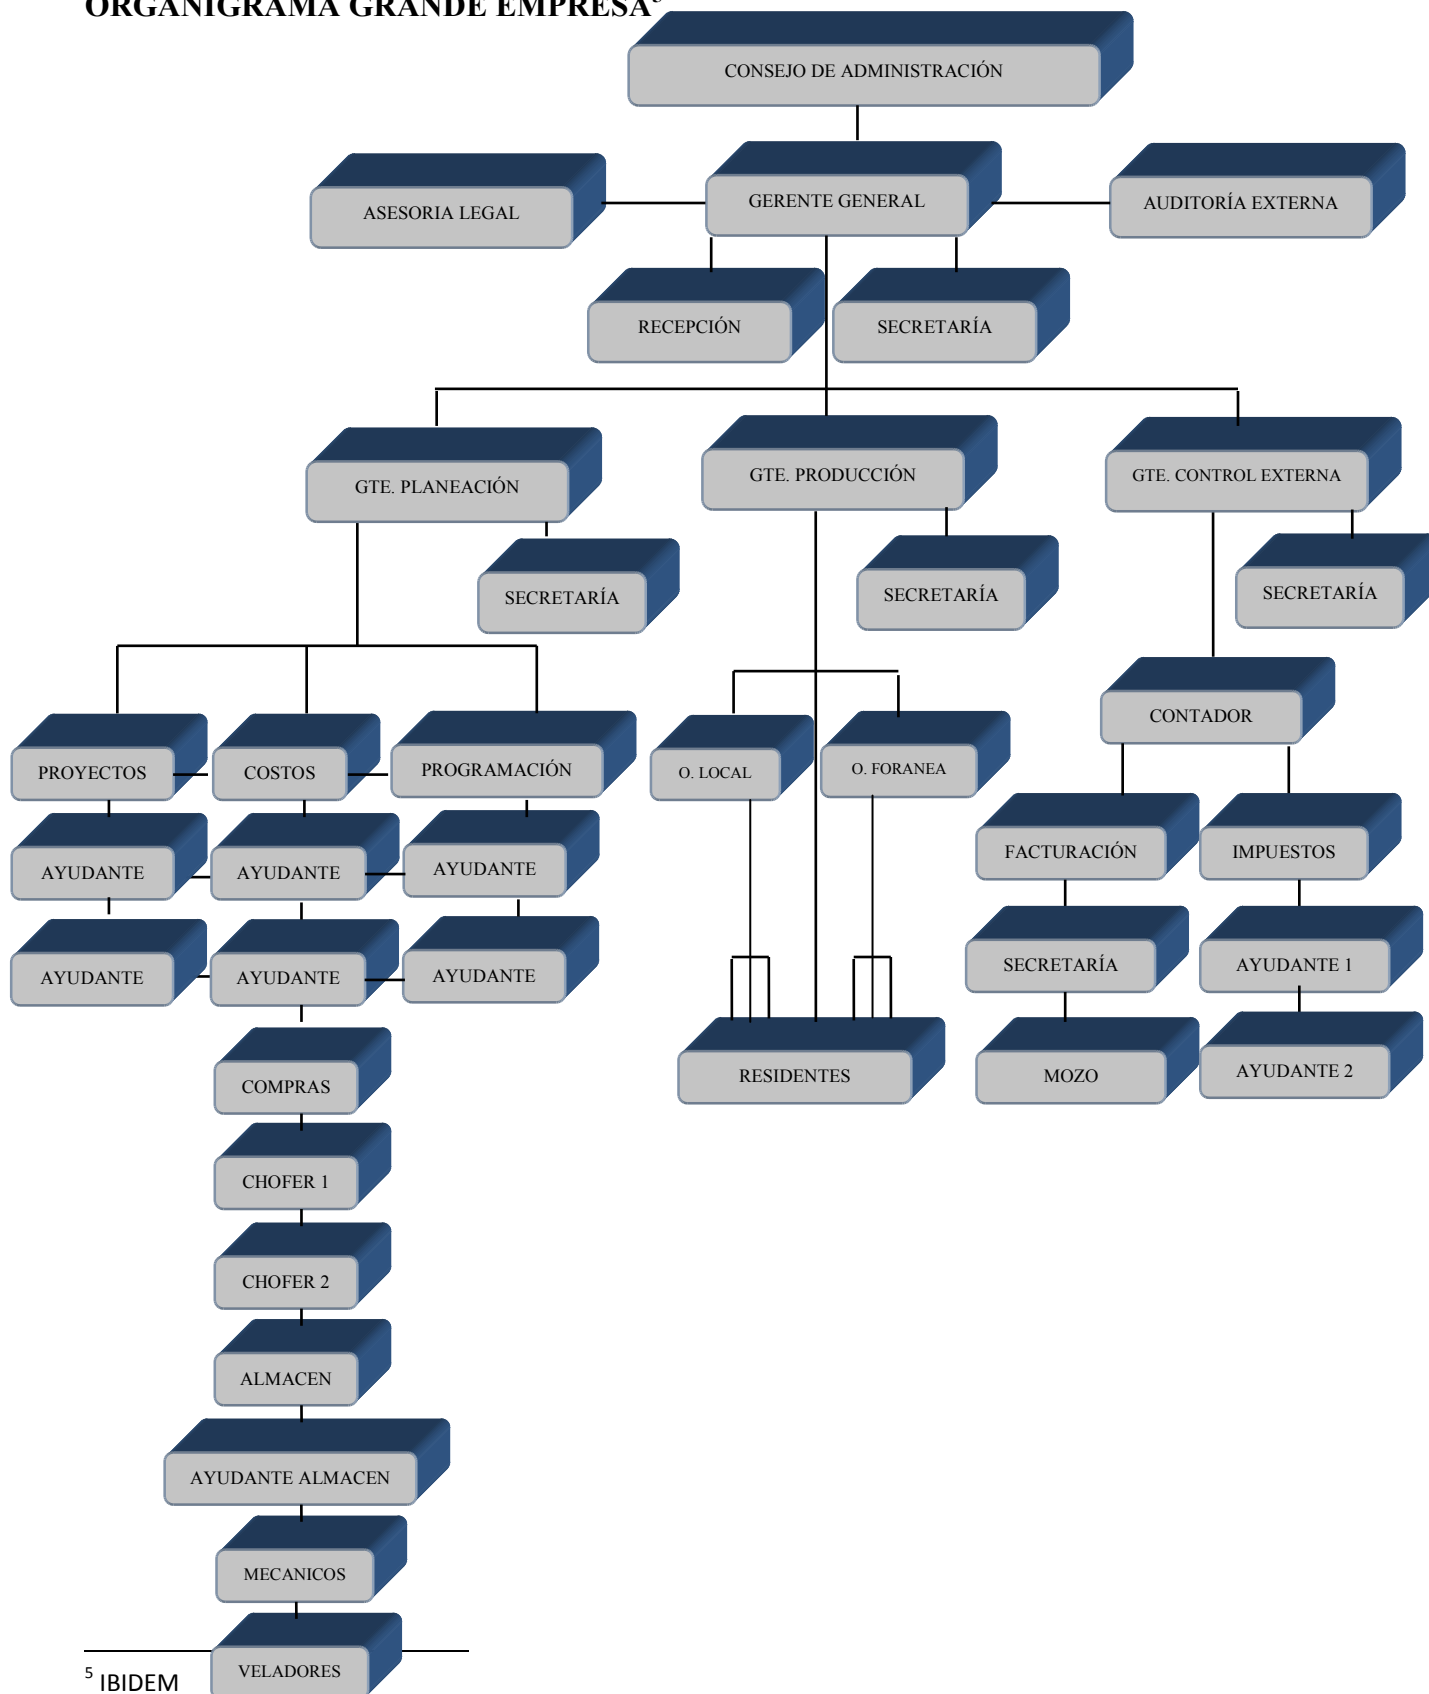 ORGANIGRAMA GRANDE EMPRESA5
CONSEJO DE ADMINISTRACIÓN
ASESORIA LEGAL
GERENTE GENERAL
AUDITORÍA EXTERNA
RECEPCIÓN
SECRETARÍA
GTE. PLANEACIÓN
GTE. PRODUCCIÓN
GTE. CONTROL EXTERNA
SECRETARÍA
SECRETARÍA
SECRETARÍA
PROYECTOS
COSTOS
PROGRAMACIÓN
O. LOCAL
O. FORANEA
CONTADOR
AYUDANTE
AYUDANTE
AYUDANTE
FACTURACIÓN
IMPUESTOS
AYUDANTE
AYUDANTE
AYUDANTE
SECRETARÍA
AYUDANTE 1
COMPRAS
RESIDENTES
MOZO
AYUDANTE 2
CHOFER 1
CHOFER 2
ALMACEN
AYUDANTE ALMACEN
MECANICOS
VELADORES
5 IBIDEM